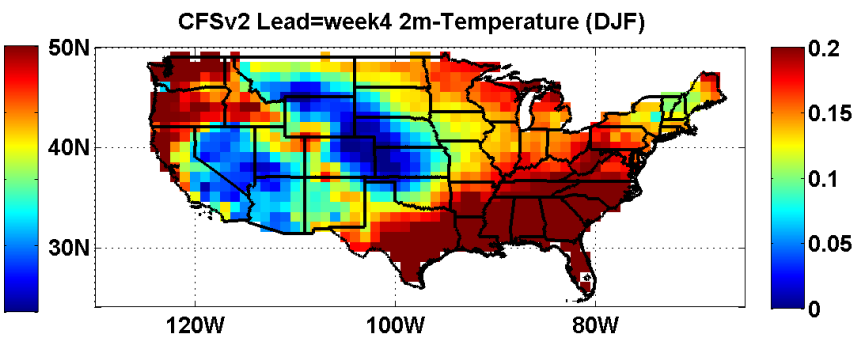 CFSv2 Lead=week4 2m-Temperature (DJF)
50N
40N
30N
120W
100W
80W
0.2
0.15
0.1
0.05
0